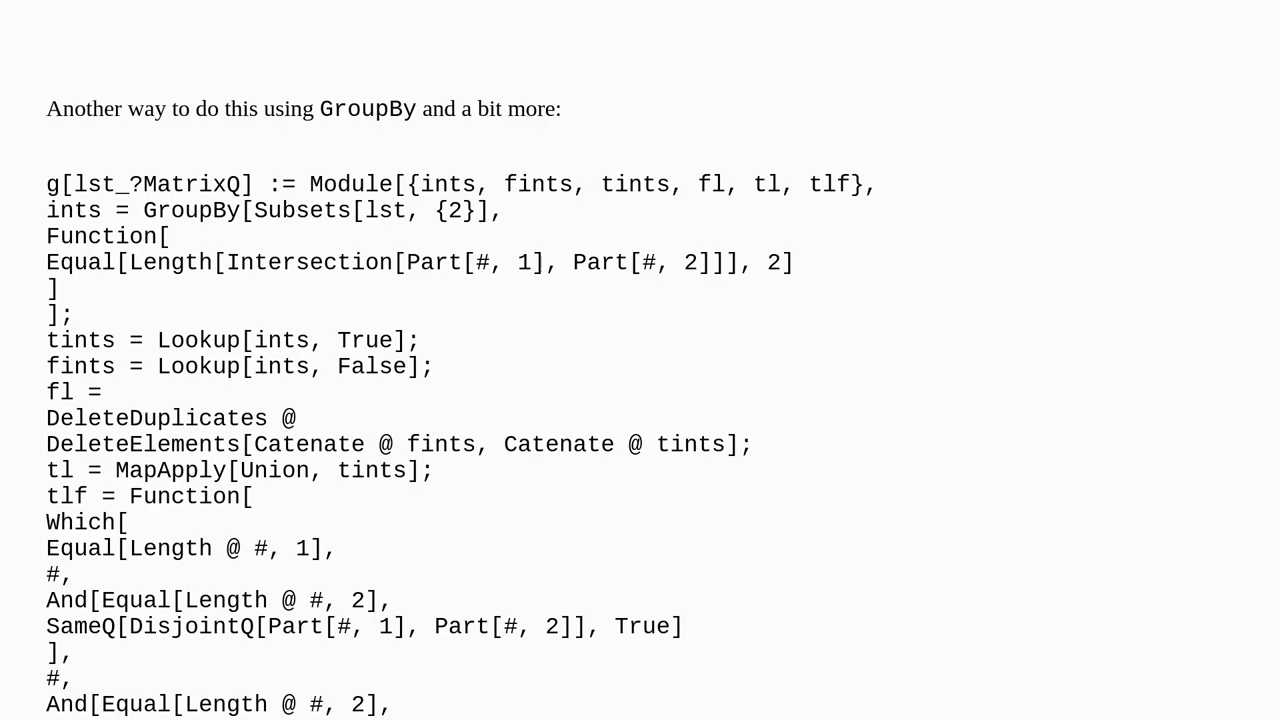 Another way to do this using GroupBy and a bit more:
g[lst_?MatrixQ] := Module[{ints, fints, tints, fl, tl, tlf},
ints = GroupBy[Subsets[lst, {2}],
Function[
Equal[Length[Intersection[Part[#, 1], Part[#, 2]]], 2]
]
];
tints = Lookup[ints, True];
fints = Lookup[ints, False];
fl =
DeleteDuplicates @
DeleteElements[Catenate @ fints, Catenate @ tints];
tl = MapApply[Union, tints];
tlf = Function[
Which[
Equal[Length @ #, 1],
#,
And[Equal[Length @ #, 2],
SameQ[DisjointQ[Part[#, 1], Part[#, 2]], True]
],
#,
And[Equal[Length @ #, 2],